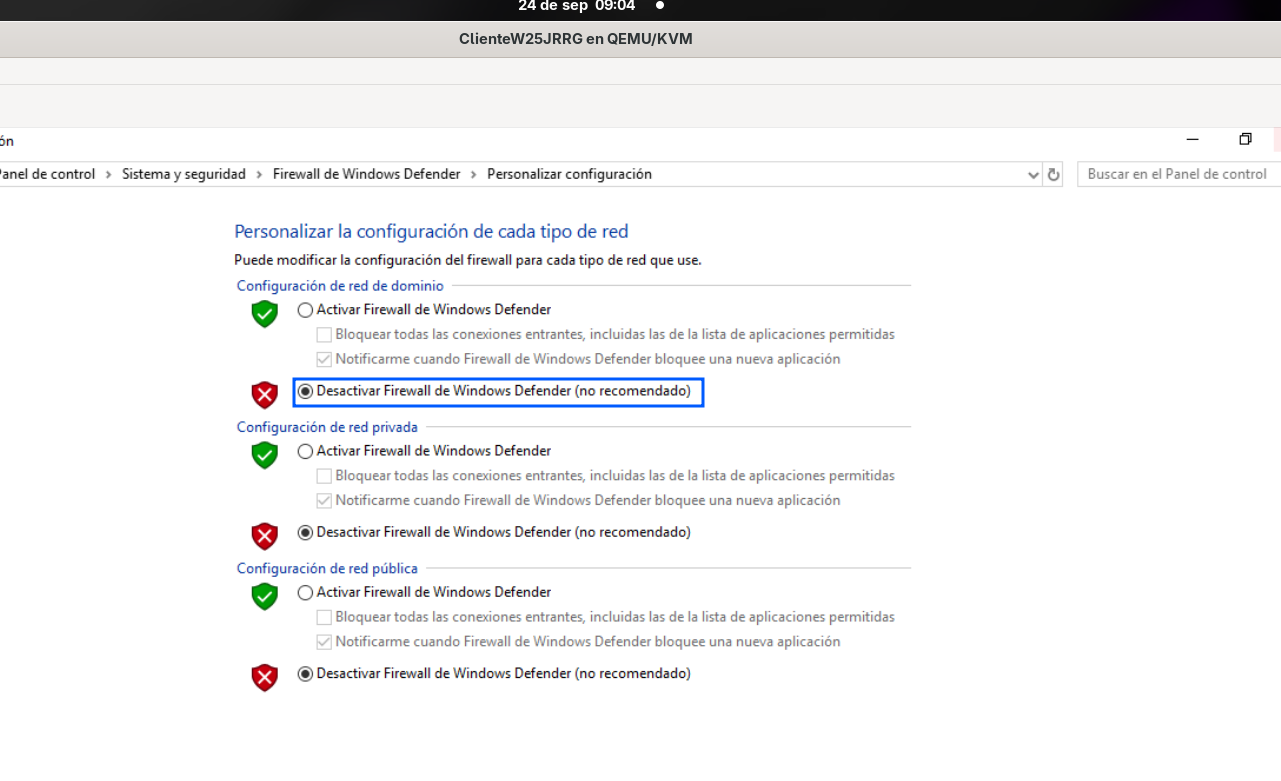 24 de sep 09:04
ClienteW25JRRG en QEMU/KVM
ón
Panel de control > Sistema y seguridad > Firewall de Windows Defender > Personalizar configuración
Buscar en el Panel de control
Personalizar la configuración de cada tipo de red
Puede modificar la configuración del firewall para cada tipo de red que use.
Configuración de red de dominio
Activar Firewall de Windows Defender
Bloquear todas las conexiones entrantes, incluidas las de la lista de aplicaciones permitidas
Notificarme cuando Firewall de Windows Defender bloquee una nueva aplicación
Desactivar Firewall de Windows Defender (no recomendado)
Configuración de red privada
Activar Firewall de Windows Defender
Bloquear todas las conexiones entrantes, incluidas las de la lista de aplicaciones permitidas
Notificarme cuando Firewall de Windows Defender bloquee una nueva aplicación
Desactivar Firewall de Windows Defender (no recomendado)
Configuración de red pública
Activar Firewall de Windows Defender
Bloquear todas las conexiones entrantes, incluidas las de la lista de aplicaciones permitidas
Notificarme cuando Firewall de Windows Defender bloquee una nueva aplicación
Desactivar Firewall de Windows Defender (no recomendado)